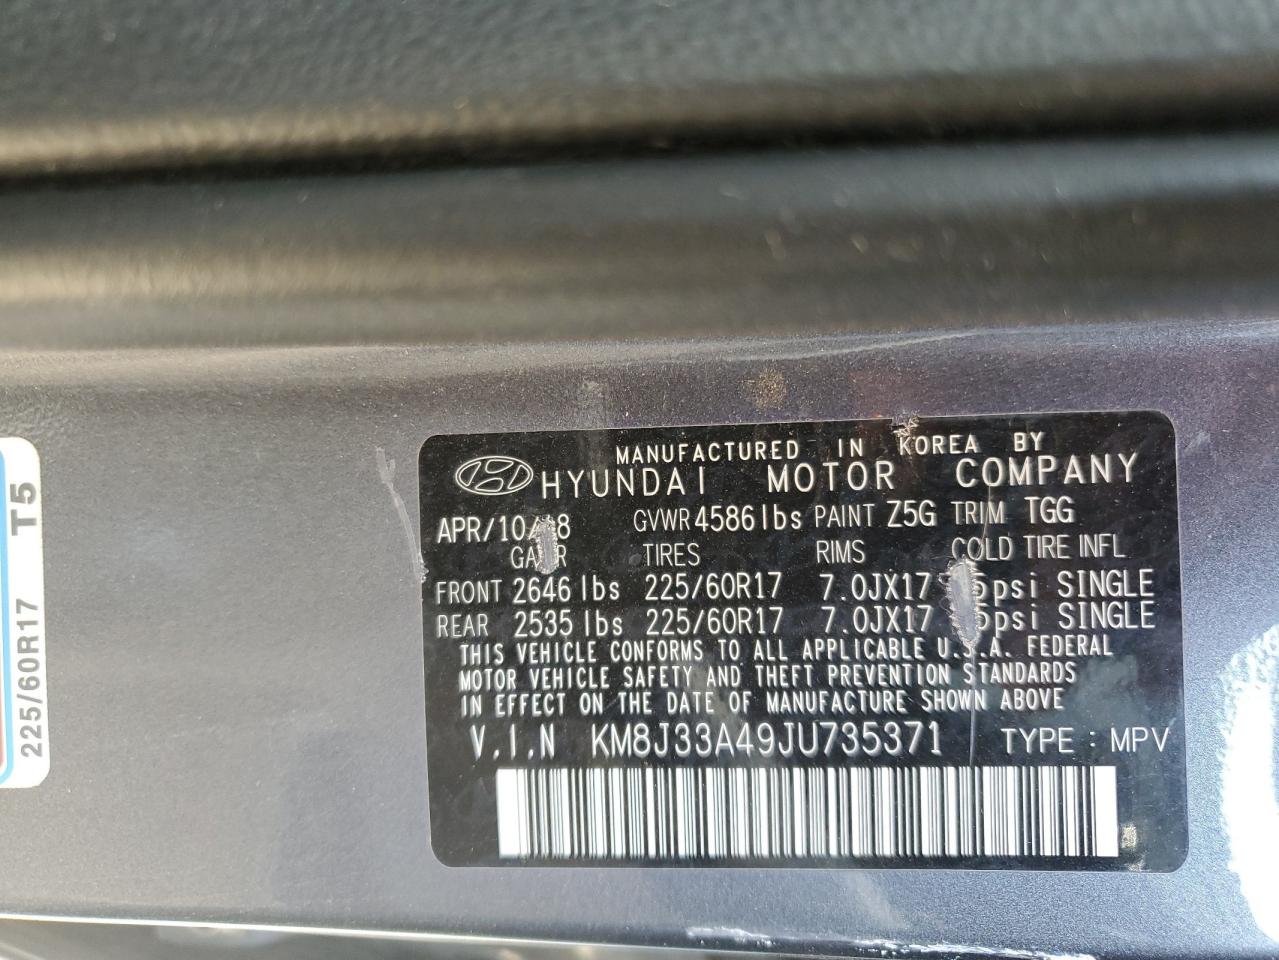 MANUFACTURED IN KOREA BY
HYUNDAI MOTOR COMPANY
GVWR 4586 lbs PAINT Z5G TRIM TGG
TIRES RIMS COLD TIRE INFL
FRONT 2646 lbs 225/60R17 7.0JX17 SINGLE
REAR 2535 lbs 225/60R17 7.0JX17 SINGLE
THIS VEHICLE CONFORMS TO ALL APPLICABLE U.S.A. FEDERAL
MOTOR VEHICLE SAFETY AND THEFT PREVENTION STANDARDS
IN EFFECT ON THE DATE OF MANUFACTURE SHOWN ABOVE
V.I.N KM8J33A49JU735371 TYPE : MPV
225/60R17 T5